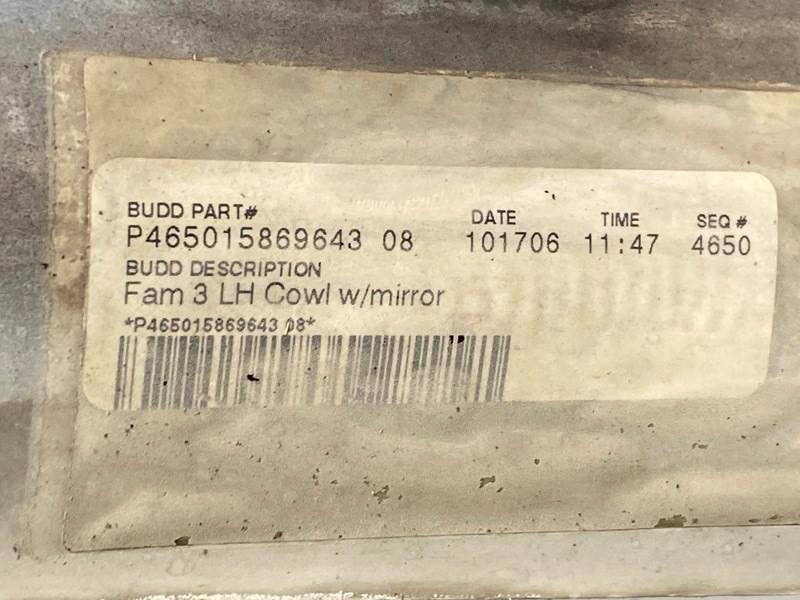 BUDD PART# DATE TIME SEQ #
P465015869643 08 101706 11:47 4650
BUDD DESCRIPTION
Fam 3 LH Cowl w/mirror
*P465015869643 08*